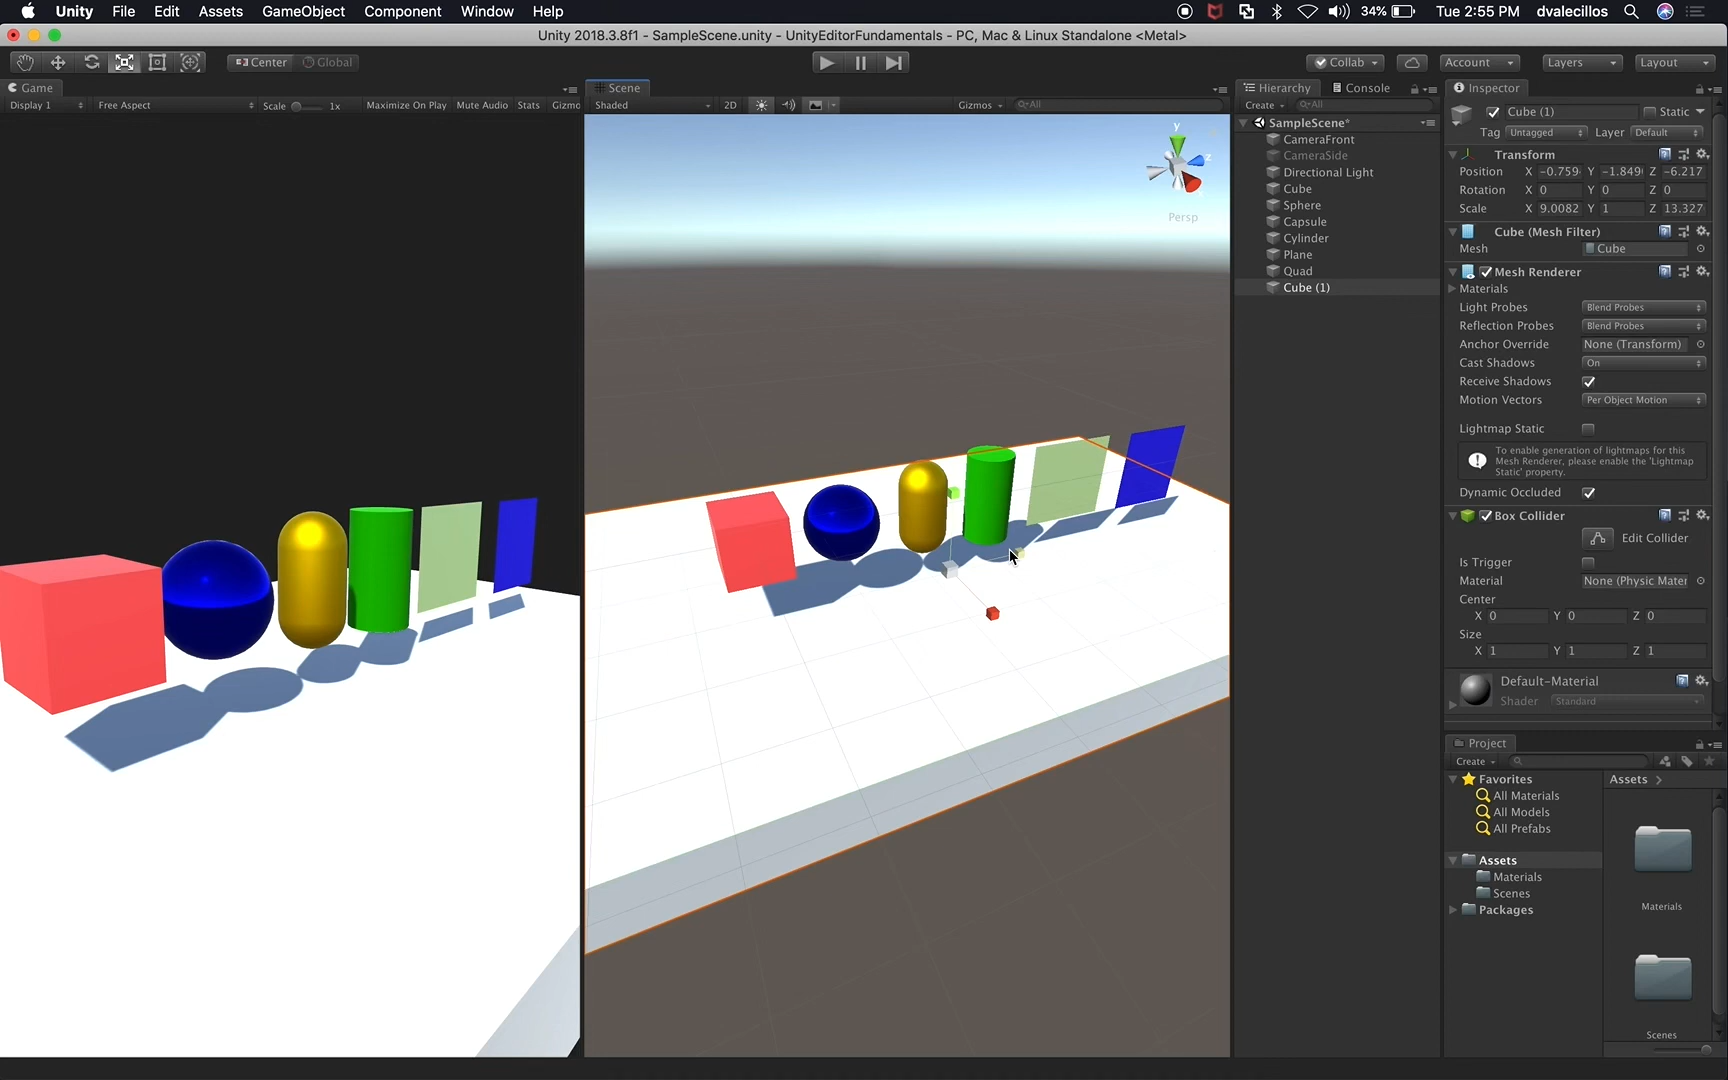 Unity File Edit Assets GameObject Component Window Help 34% Tue 2:55 PM dvalecillos
Unity 2018.3.8f1 - SampleScene.unity - UnityEditorFundamentals - PC, Mac & Linux Standalone <Metal>
Center Global Collab Account Layers Layout
Game
Display 1 Free Aspect Scale 1x Maximize On Play Mute Audio Stats Gizmo
Scene
Shaded 2D Gizmos All
y
z
Persp
Hierarchy Console
Create All
SampleScene*
CameraFront
CameraSide
Directional Light
Cube
Sphere
Capsule
Cylinder
Plane
Quad
Cube (1)
Inspector
Cube (1) Static
Tag Untagged Layer Default
Transform
Position X -0.759 Y -1.849 Z -6.217
Rotation X 0 Y 0 Z 0
Scale X 9.0082 Y 1 Z 13.327
Cube (Mesh Filter)
Mesh Cube
Mesh Renderer
Materials
Light Probes Blend Probes
Reflection Probes Blend Probes
Anchor Override None (Transform)
Cast Shadows On
Receive Shadows
Motion Vectors Per Object Motion
Lightmap Static
To enable generation of lightmaps for this
Mesh Renderer, please enable the 'Lightmap
Static' property.
Dynamic Occluded
Box Collider
Edit Collider
Is Trigger
Material None (Physic Mater
Center
X 0 Y 0 Z 0
Size
X 1 Y 1 Z 1
Default-Material
Shader Standard
Project
Create
Favorites
All Materials
All Models
All Prefabs
Assets
Materials
Scenes
Packages
Assets
Materials
Scenes